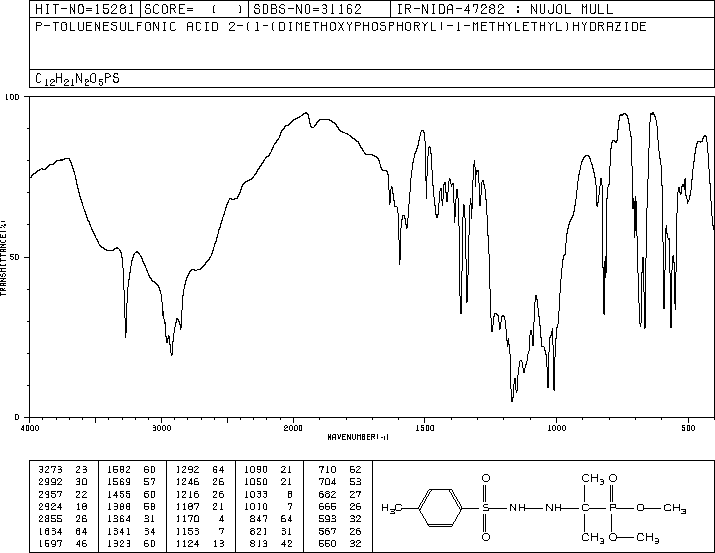 HIT-NO=15281 SCORE= ( ) SDBS-NO=31162 IR-NIDA-47282 : NUJOL MULL
P-TOLUENESULFONIC ACID 2-(1-(DIMETHOXYPHOSPHORYL)-1-METHYLETHYL)HYDRAZIDE
C12H21N2O5PS
100
50
0
TRANSMITTANCE(%)
4000 3000 2000 1500 1000 500
WAVENUMBER(-1)
3273 23 1582 60 1292 64 1090 21 710 62
2992 30 1569 57 1246 26 1050 21 704 53
2957 22 1455 60 1216 26 1033 8 682 27
2924 18 1388 58 1187 21 1010 7 666 26
2855 26 1364 31 1170 4 847 64 593 32
1634 64 1341 34 1153 7 821 31 567 26
1597 46 1323 60 1124 13 813 42 550 32
O CH3 O
H3C S NH NH C P O CH3
O CH3 O CH3